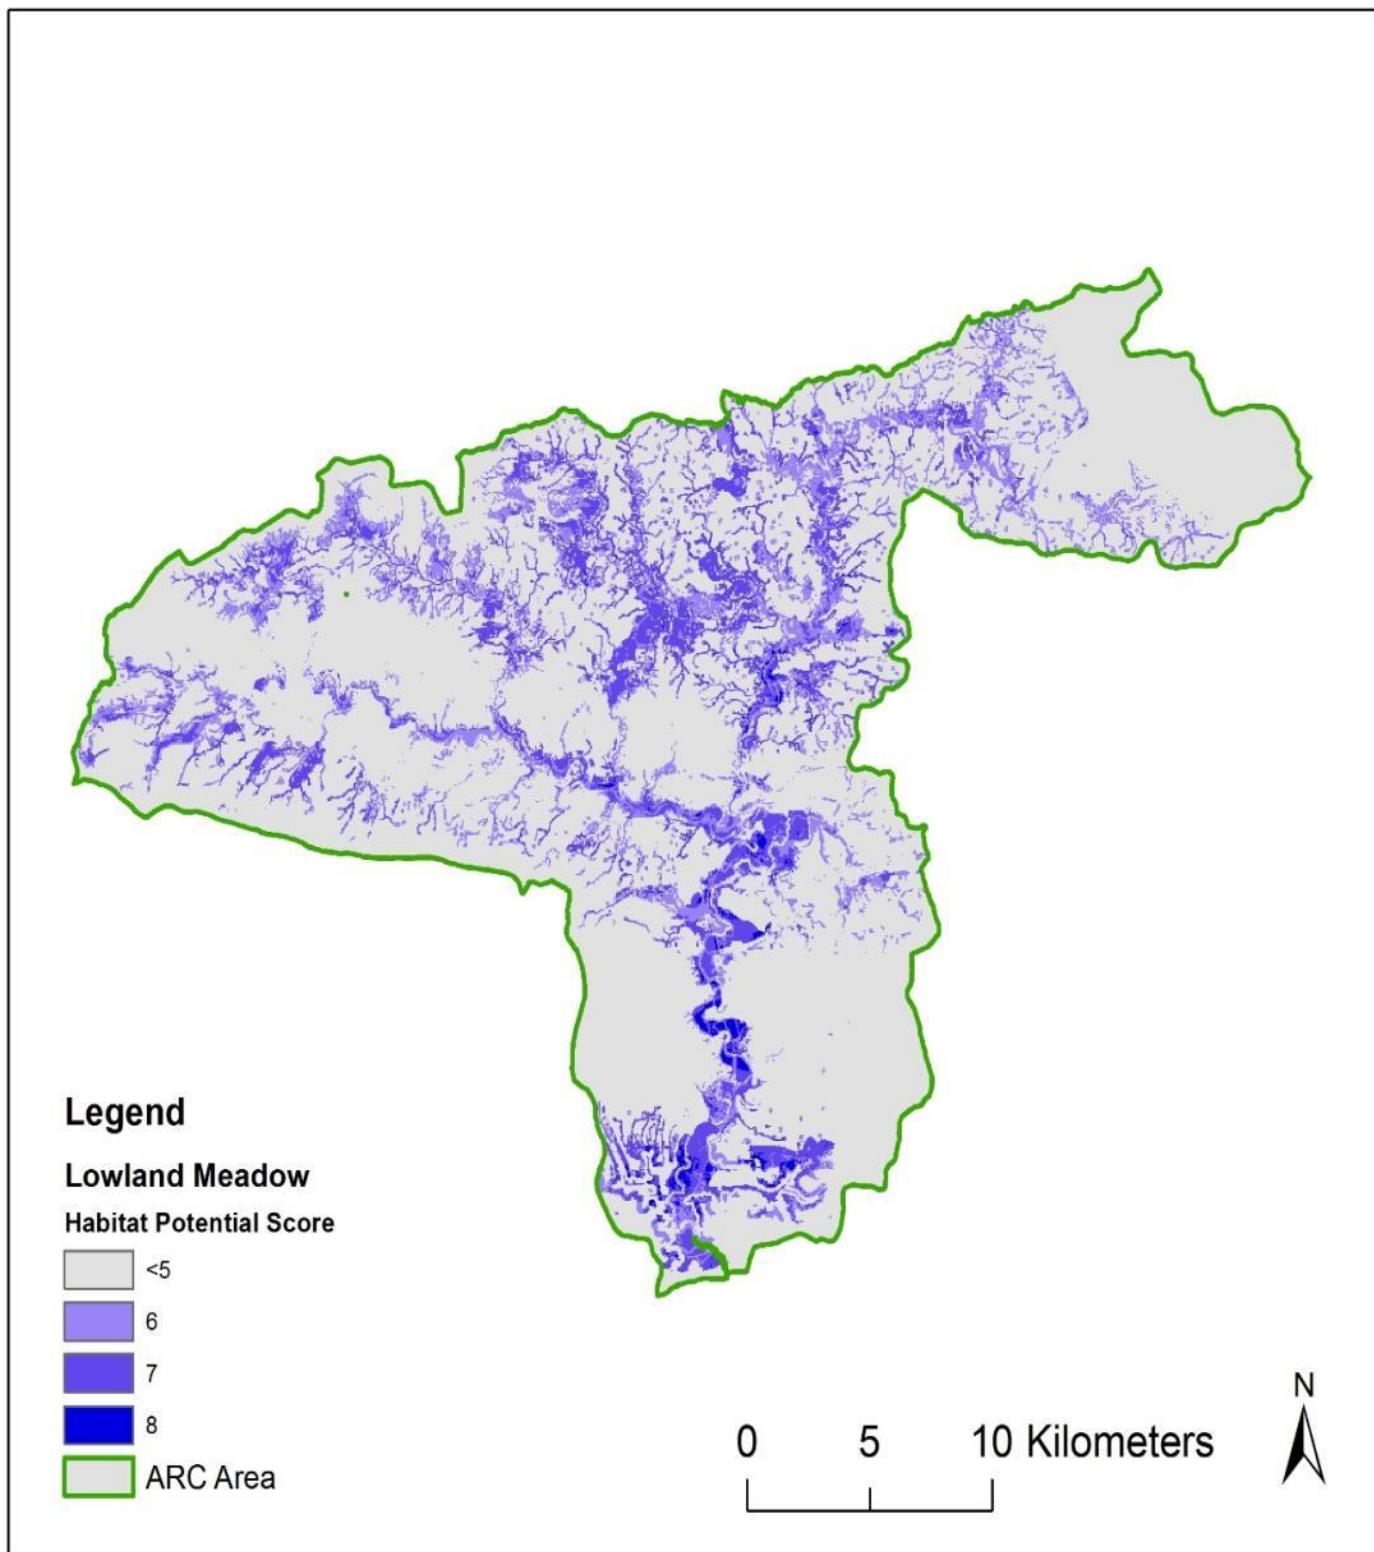 Legend
Lowland Meadow
Habitat Potential Score
<5
6
7
8
ARC Area
0 5 10 Kilometers
N